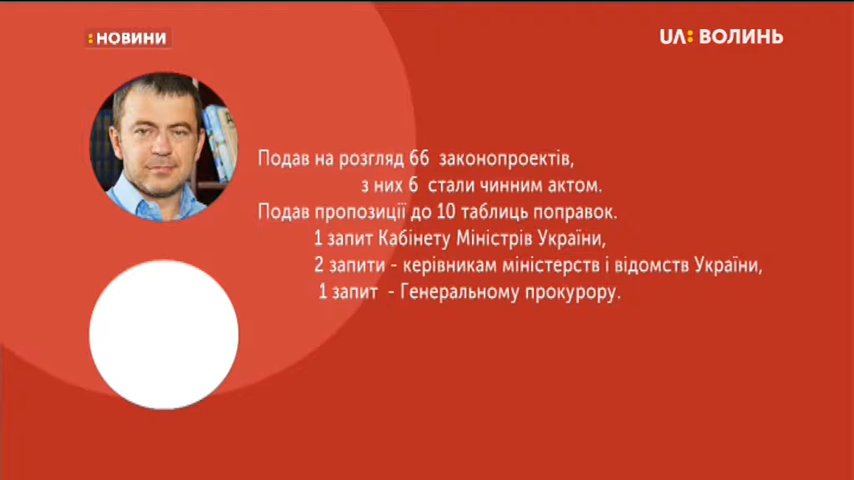 :НОВИНИ
UA: ВОЛИНЬ
Подав на розгляд 66 законопроектів,
з них 6 стали чинним актом.
Подав пропозиції до 10 таблиць поправок.
1 запит Кабінету Міністрів України,
2 запити - керівникам міністерств і відомств України,
1 запит - Генеральному прокурору.